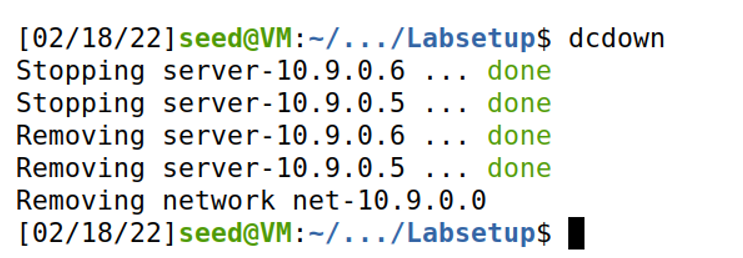 [02/18/22]seed@VM:~/.../Labsetup$ dcdown
Stopping server-10.9.0.6 ... done
Stopping server-10.9.0.5 ... done
Removing server-10.9.0.6 ... done
Removing server-10.9.0.5 ... done
Removing network net-10.9.0.0
[02/18/22]seed@VM:~/.../Labsetup$